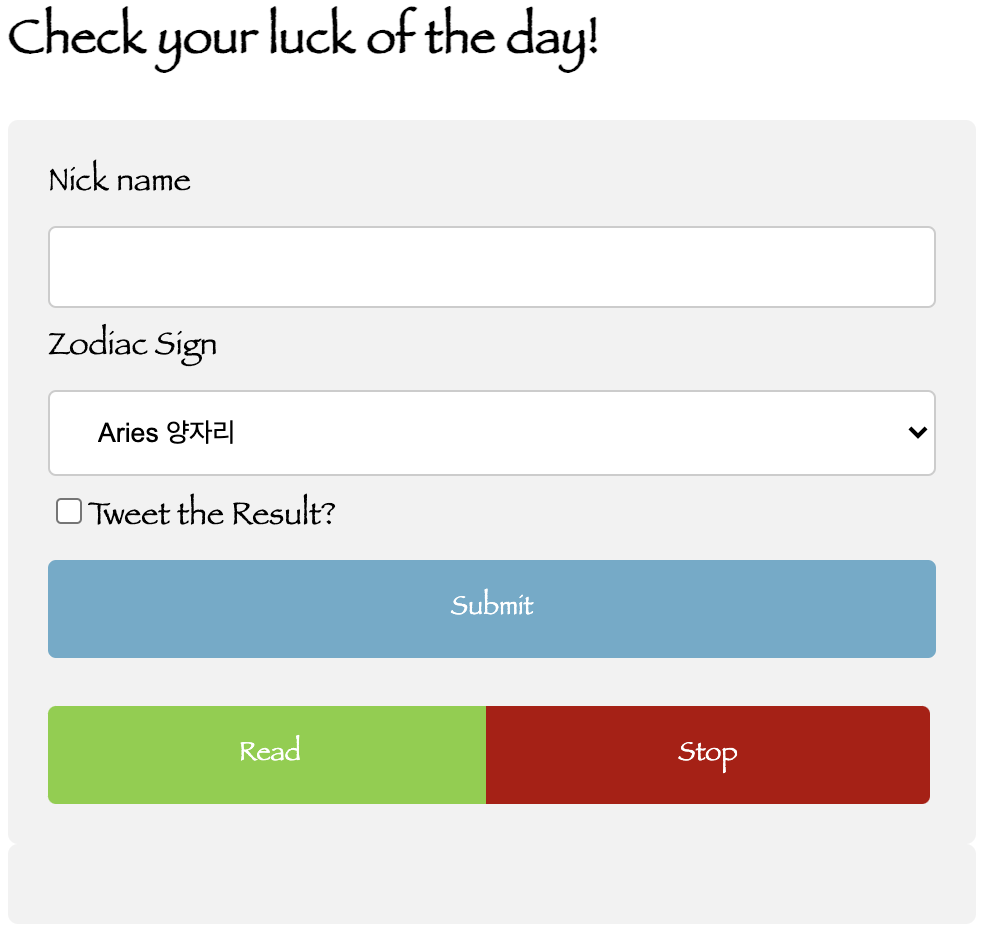 Check your luck of the day!
Nick name
Zodiac Sign
Aries 양자리
Tweet the Result?
Submit
Read Stop